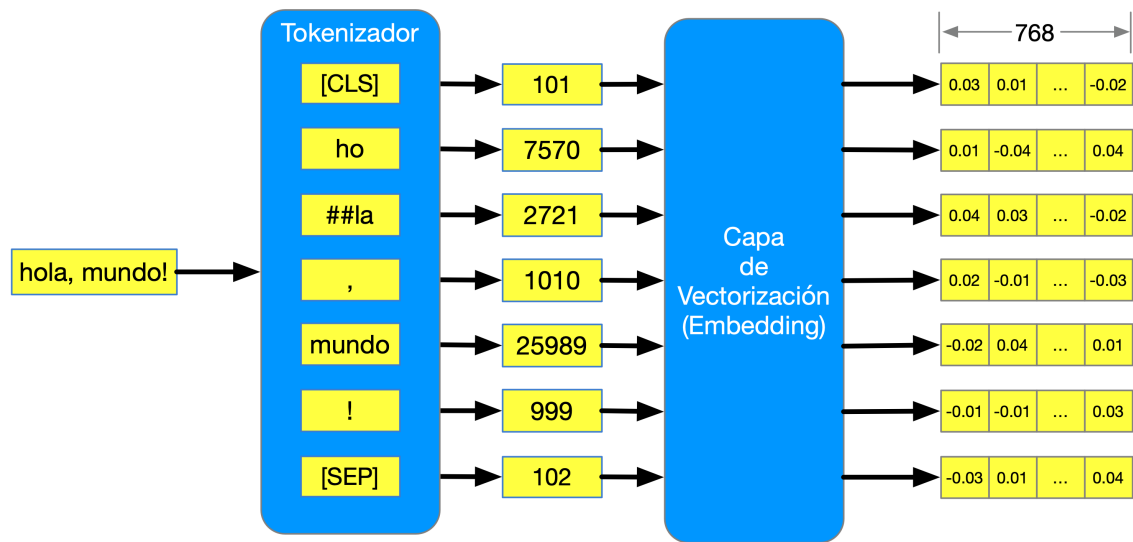 Tokenizador
768
[CLS] 101 0.03 0.01 ... -0.02
ho 7570 0.01 -0.04 ... 0.04
##la 2721 0.04 0.03 ... -0.02
hola, mundo!
, 1010 0.02 -0.01 ... -0.03
mundo 25989 -0.02 0.04 ... 0.01
! 999 -0.01 -0.01 ... 0.03
[SEP] 102 -0.03 0.01 ... 0.04
Capa
de
Vectorización
(Embedding)